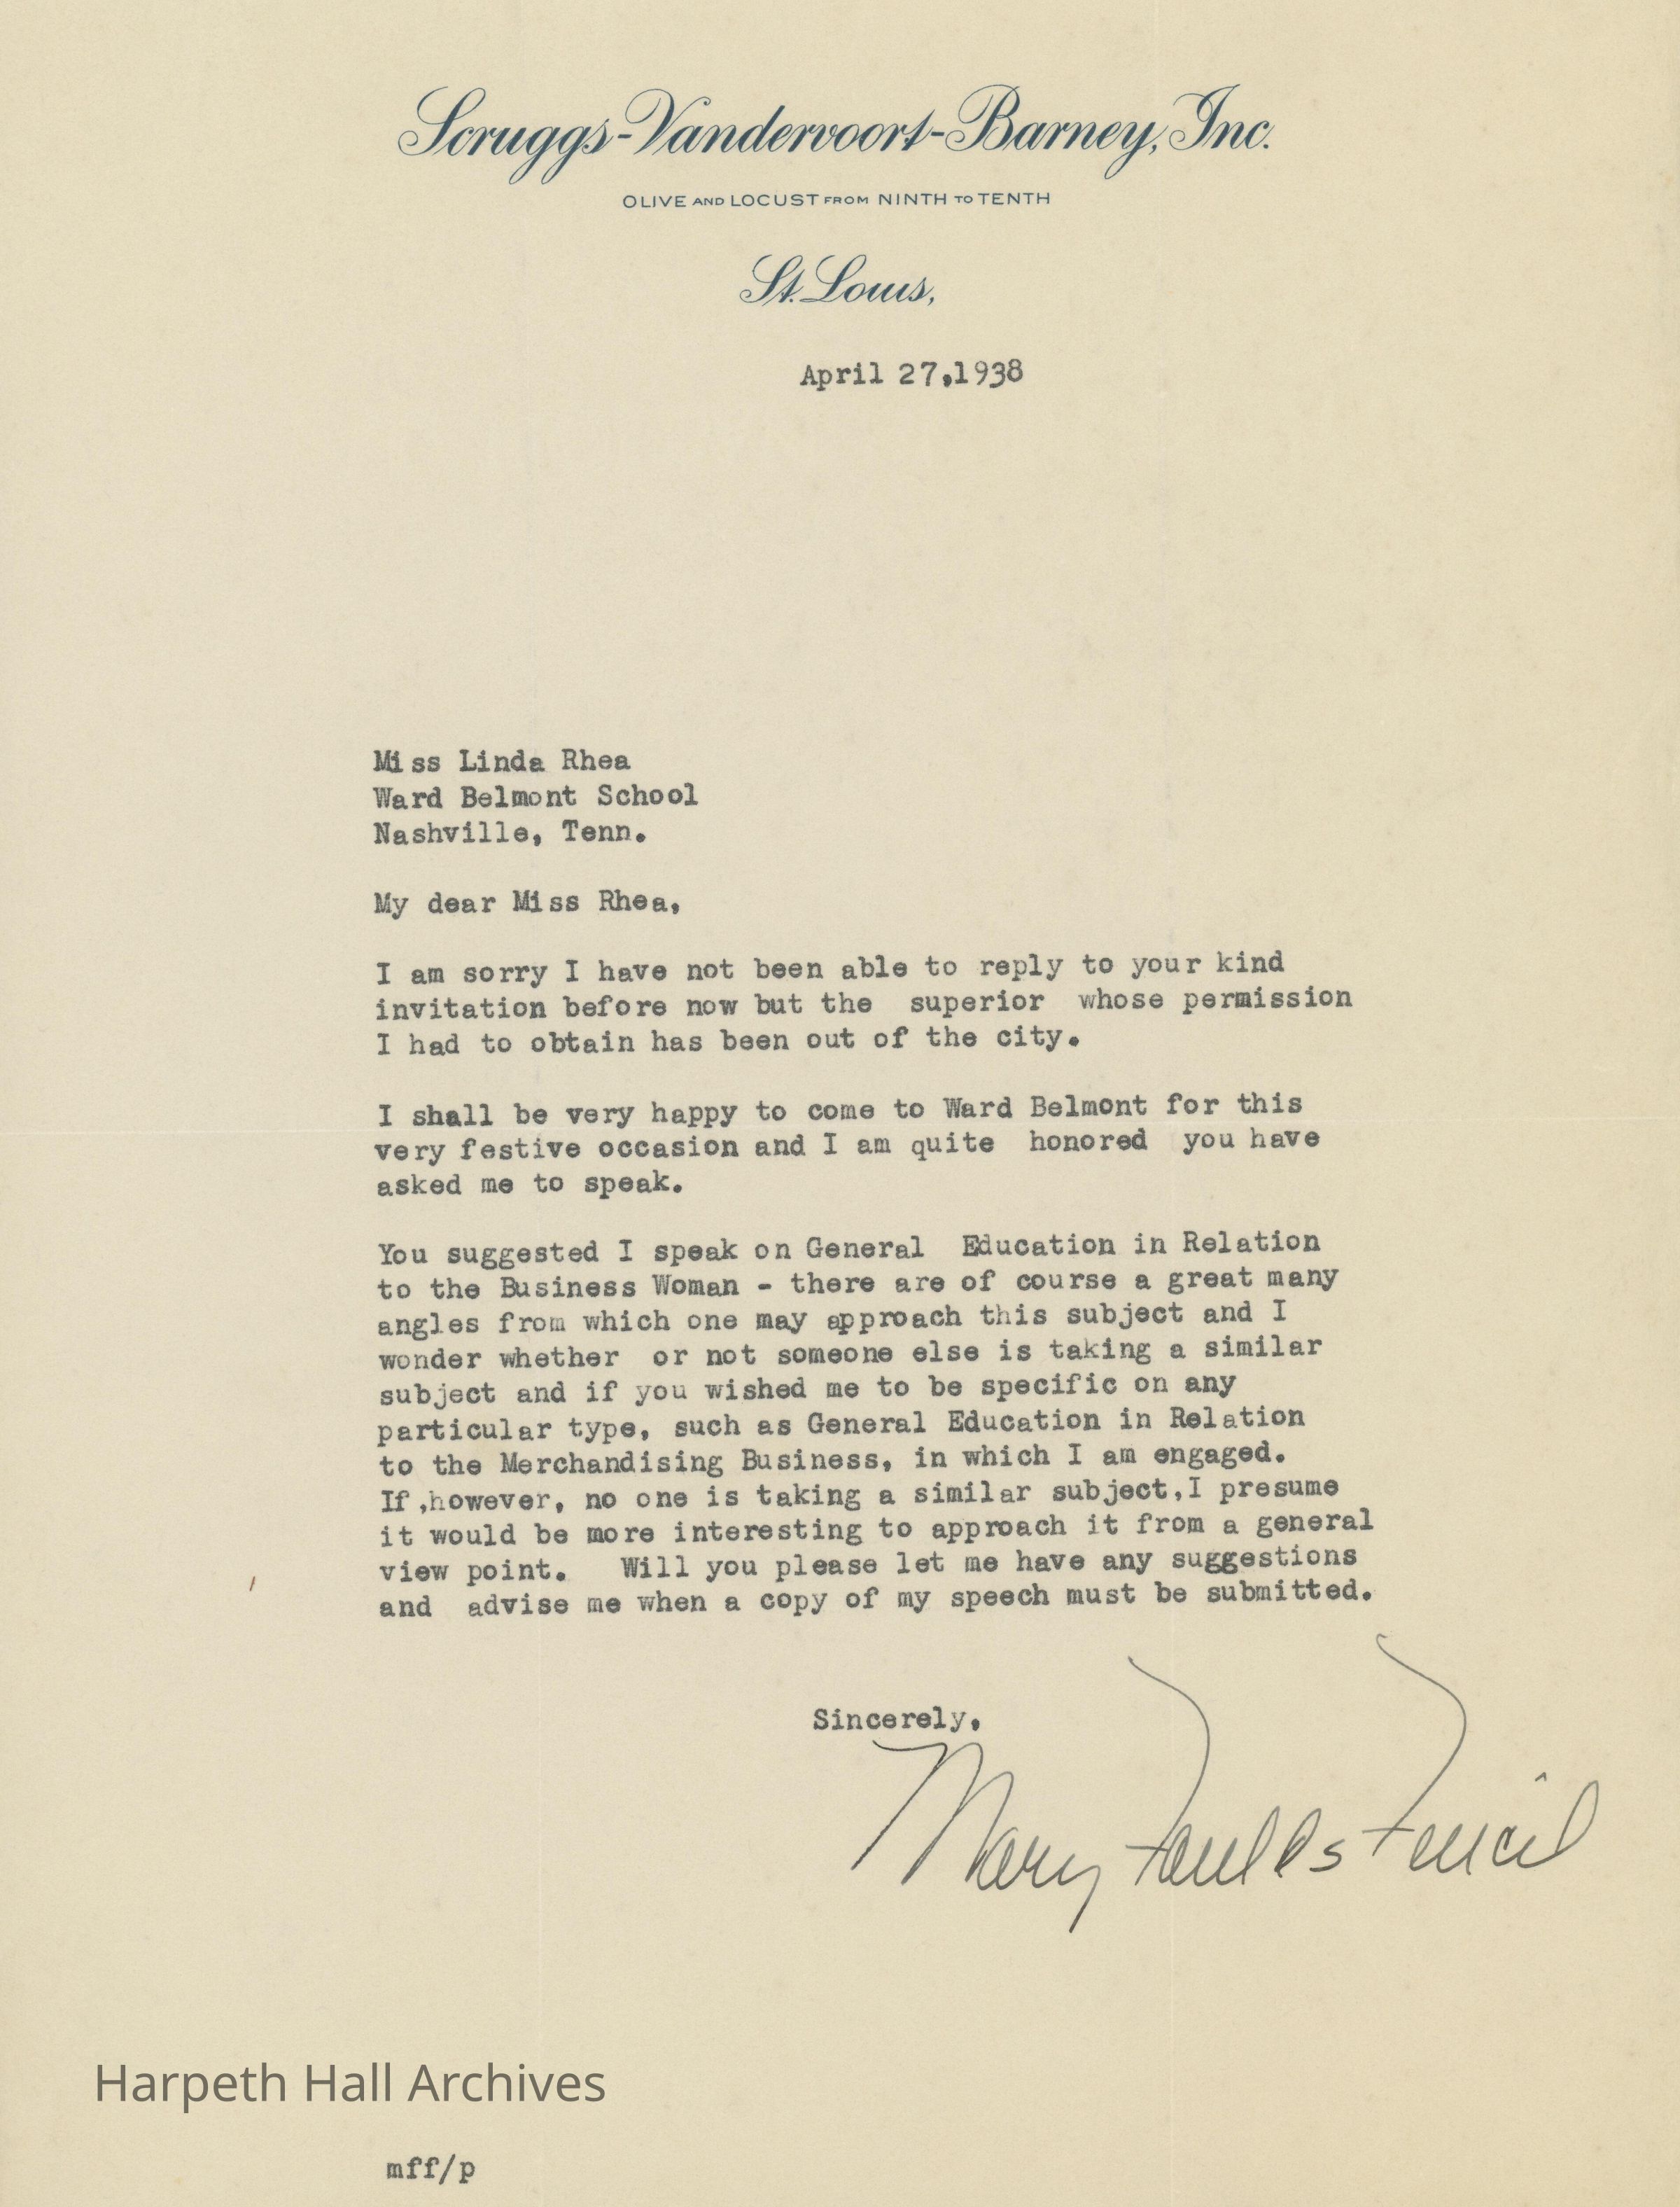 Scruggs-Vandervoort-Barney, Inc.
OLIVE AND LOCUST FROM NINTH TO TENTH
St. Louis,
April 27,1938
Miss Linda Rhea
Ward Belmont School
Nashville, Tenn.
My dear Miss Rhea,
I am sorry I have not been able to reply to your kind
invitation before now but the superior whose permission
I had to obtain has been out of the city.
I shall be very happy to come to Ward Belmont for this
very festive occasion and I am quite honored you have
asked me to speak.
You suggested I speak on General Education in Relation
to the Business Woman - there are of course a great many
angles from which one may approach this subject and I
wonder whether or not someone else is taking a similar
subject and if you wished me to be specific on any
particular type, such as General Education in Relation
to the Merchandising Business, in which I am engaged.
If ,however, no one is taking a similar subject,I presume
it would be more interesting to approach it from a general
view point. Will you please let me have any suggestions
and advise me when a copy of my speech must be submitted.
Sincerely,
Mary
Harpeth Hall Archives
mff/p